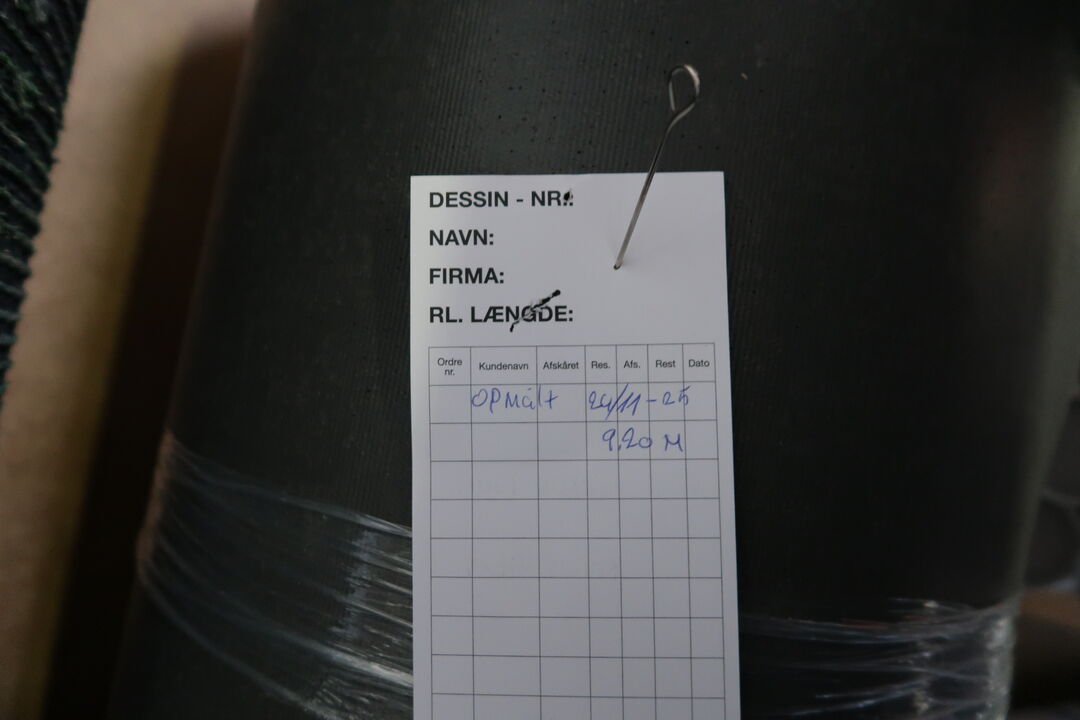 DESSIN - NR.:
NAVN:
FIRMA:
RL. LÆNGDE:
Ordre nr. Kundenavn Afskåret Res. Afs. Rest Dato
OPMålt 24/11-25
9,20 M